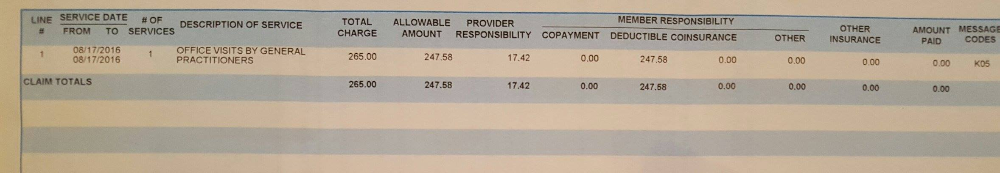 LINE # SERVICE DATE FROM TO # OF SERVICES DESCRIPTION OF SERVICE TOTAL CHARGE ALLOWABLE AMOUNT PROVIDER RESPONSIBILITY MEMBER RESPONSIBILITY COPAYMENT DEDUCTIBLE COINSURANCE OTHER OTHER INSURANCE AMOUNT PAID MESSAGE CODES
1 08/17/2016 08/17/2016 1 OFFICE VISITS BY GENERAL PRACTITIONERS 265.00 247.58 17.42 0.00 247.58 0.00 0.00 0.00 0.00 K05
CLAIM TOTALS 265.00 247.58 17.42 0.00 247.58 0.00 0.00 0.00 0.00